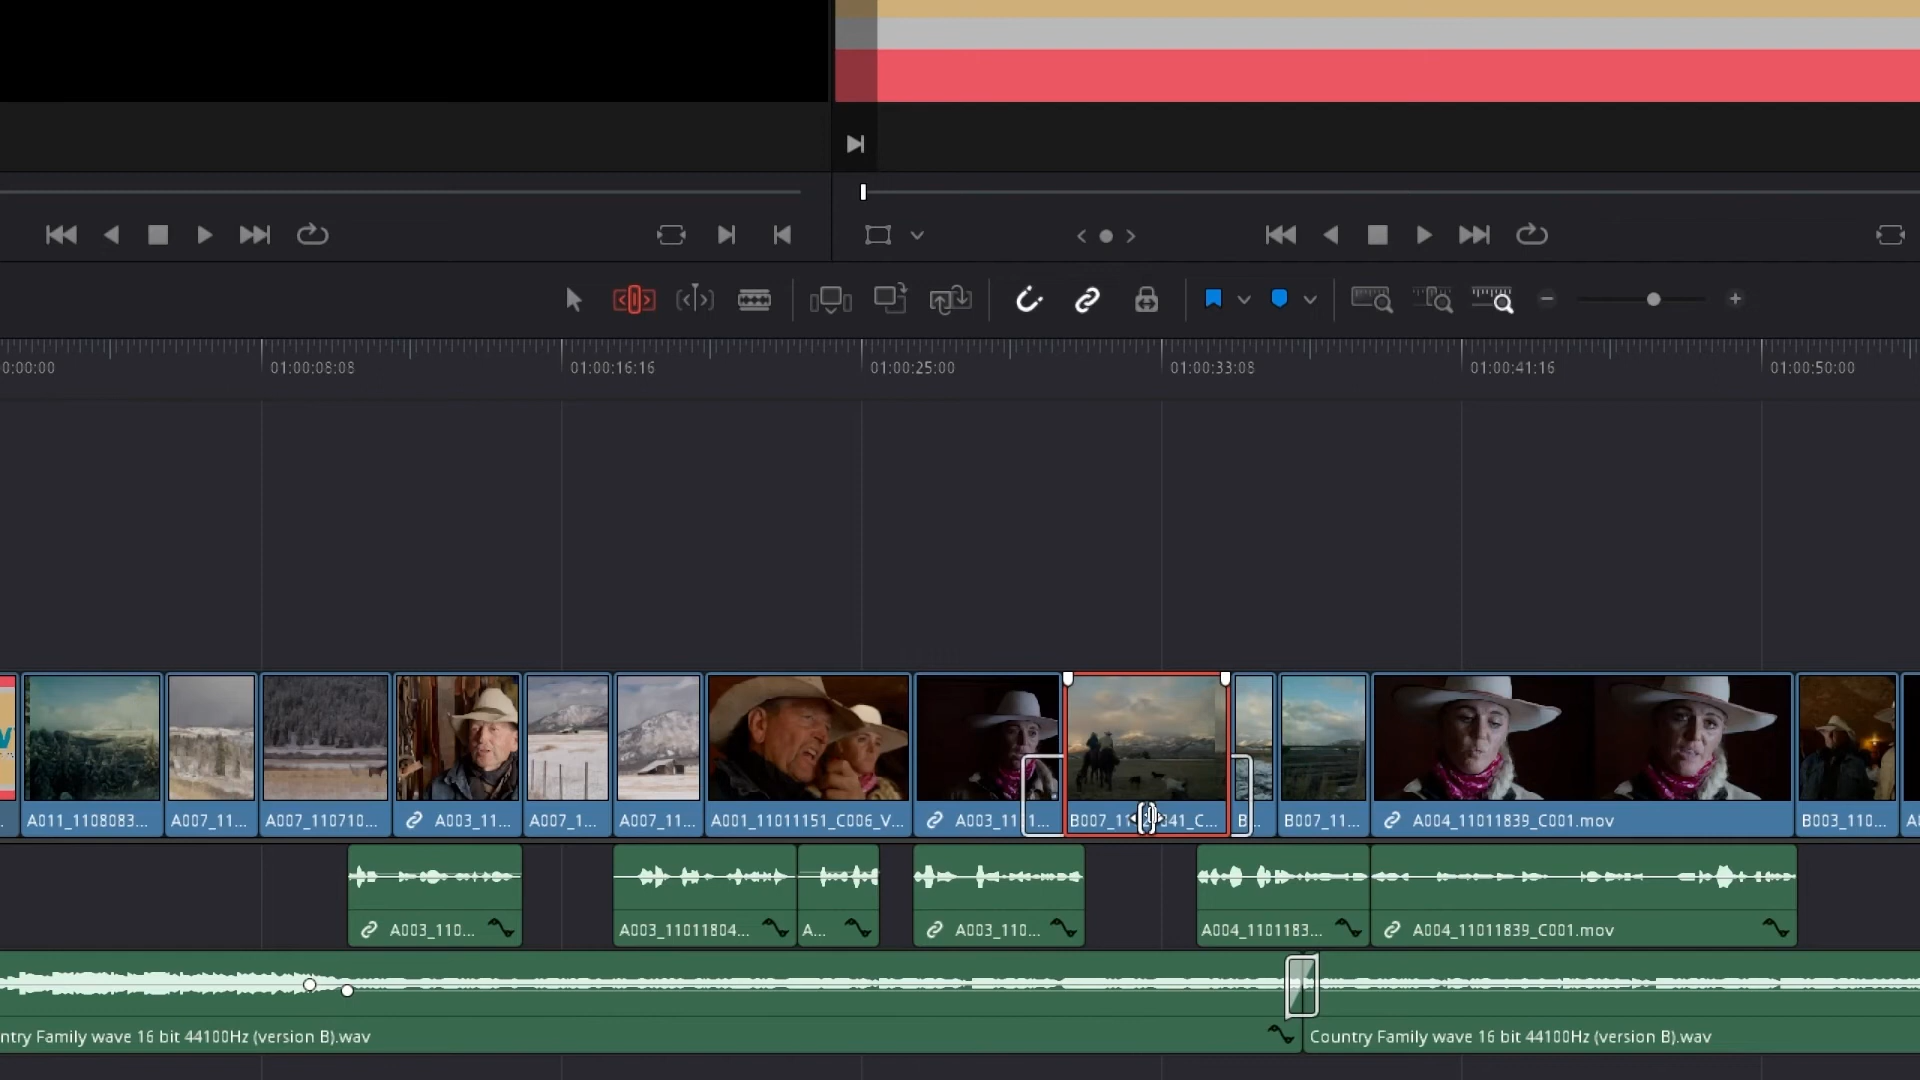 0:00:00
01:00:08:08
01:00:16:16
01:00:25:00
01:00:33:08
01:00:41:16
01:00:50:00
A011_1108083...
A007_11...
A007_110710...
A003_11...
A007_1...
A007_11...
A001_11011151_C006_V...
A003_11 1...
B007_11 41_C...
B...
B007_11...
A004_11011839_C001.mov
B003_110...
A003_110...
A003_11011804...
A...
A003_110...
A004_1101183...
A004_11011839_C001.mov
ntry Family wave 16 bit 44100Hz (version B).wav
Country Family wave 16 bit 44100Hz (version B).wav